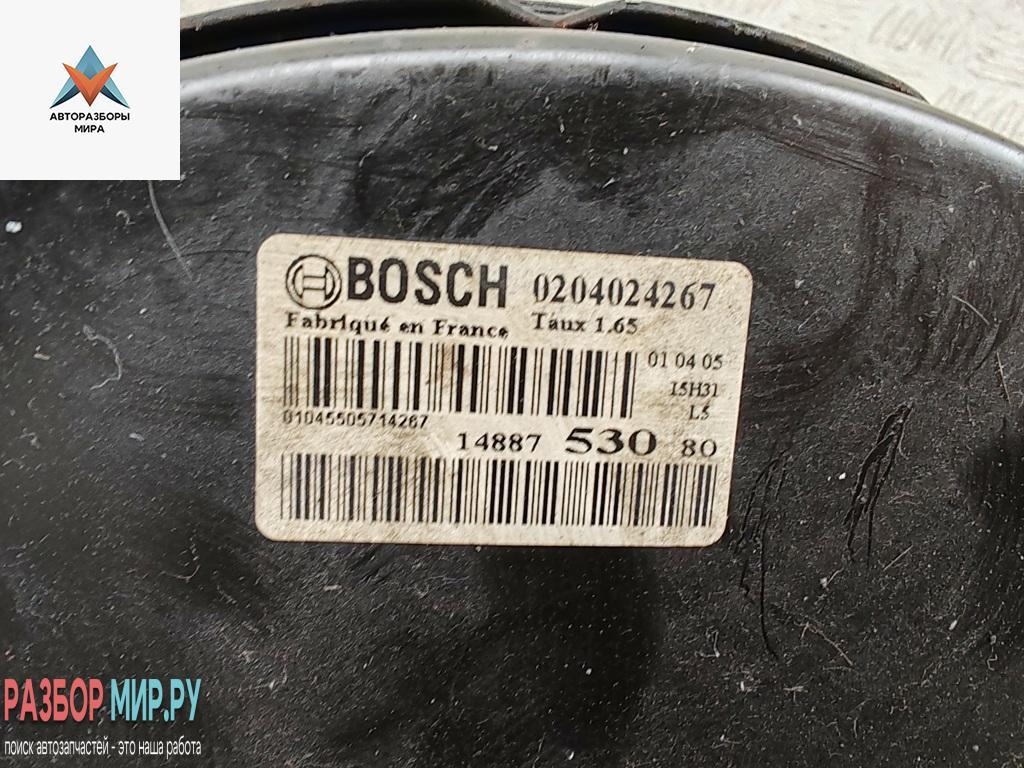 АВТОРАЗБОРЫ
МИРА
BOSCH 0204024267
Fabriqué en France Taux 1.65
01 04 05
15H31
L5
01045505714267
14887 530 80
РАЗБОР МИР.РУ
поиск автозапчастей - это наша работа